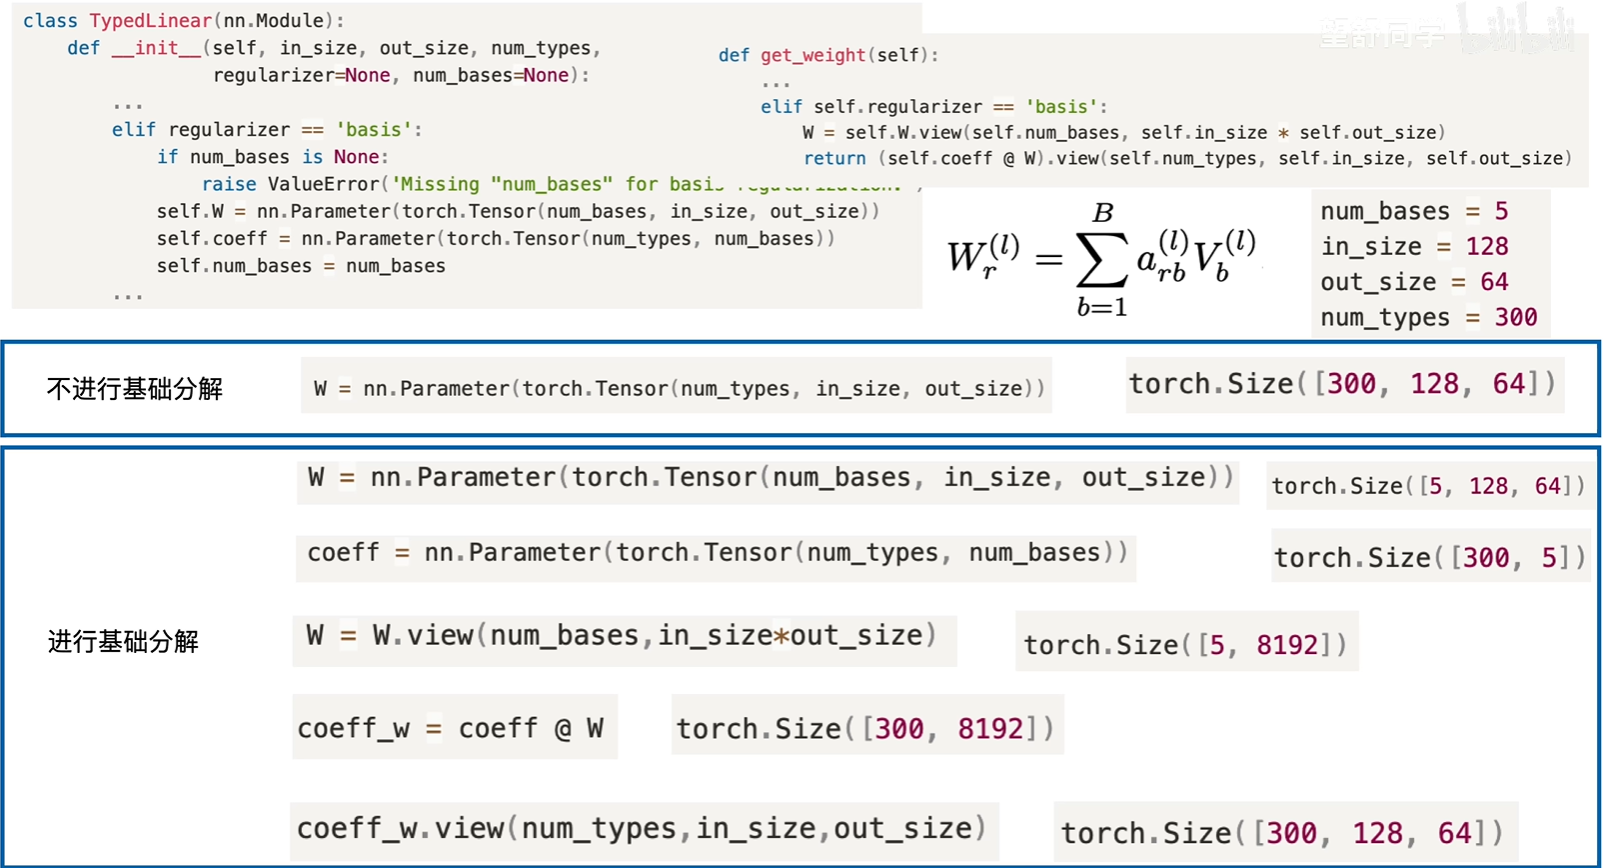 class TypedLinear(nn.Module):
def __init__(self, in_size, out_size, num_types,
regularizer=None, num_bases=None):
...
elif regularizer == 'basis':
if num_bases is None:
raise ValueError('Missing "num_bases" for basis regularization.')
self.W = nn.Parameter(torch.Tensor(num_bases, in_size, out_size))
self.coeff = nn.Parameter(torch.Tensor(num_types, num_bases))
self.num_bases = num_bases
...
望舒同学 bilibili
def get_weight(self):
...
elif self.regularizer == 'basis':
W = self.W.view(self.num_bases, self.in_size * self.out_size)
return (self.coeff @ W).view(self.num_types, self.in_size, self.out_size)
W_r^{(l)} = \sum_{b=1}^{B} a_{rb}^{(l)} V_b^{(l)}
num_bases = 5
in_size = 128
out_size = 64
num_types = 300
不进行基础分解
W = nn.Parameter(torch.Tensor(num_types, in_size, out_size))
torch.Size([300, 128, 64])
进行基础分解
W = nn.Parameter(torch.Tensor(num_bases, in_size, out_size))
torch.Size([5, 128, 64])
coeff = nn.Parameter(torch.Tensor(num_types, num_bases))
torch.Size([300, 5])
W = W.view(num_bases,in_size*out_size)
torch.Size([5, 8192])
coeff_w = coeff @ W
torch.Size([300, 8192])
coeff_w.view(num_types,in_size,out_size)
torch.Size([300, 128, 64])